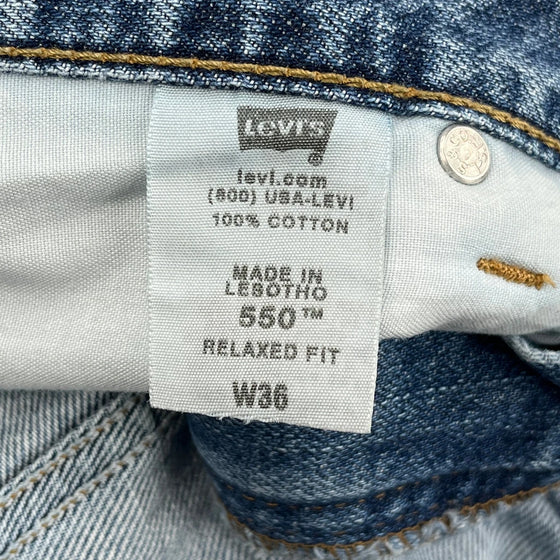 Levi's
®
levi.com
(800) USA-LEVI
100% COTTON
MADE IN
LESOTHO
550™
RELAXED FIT
W36